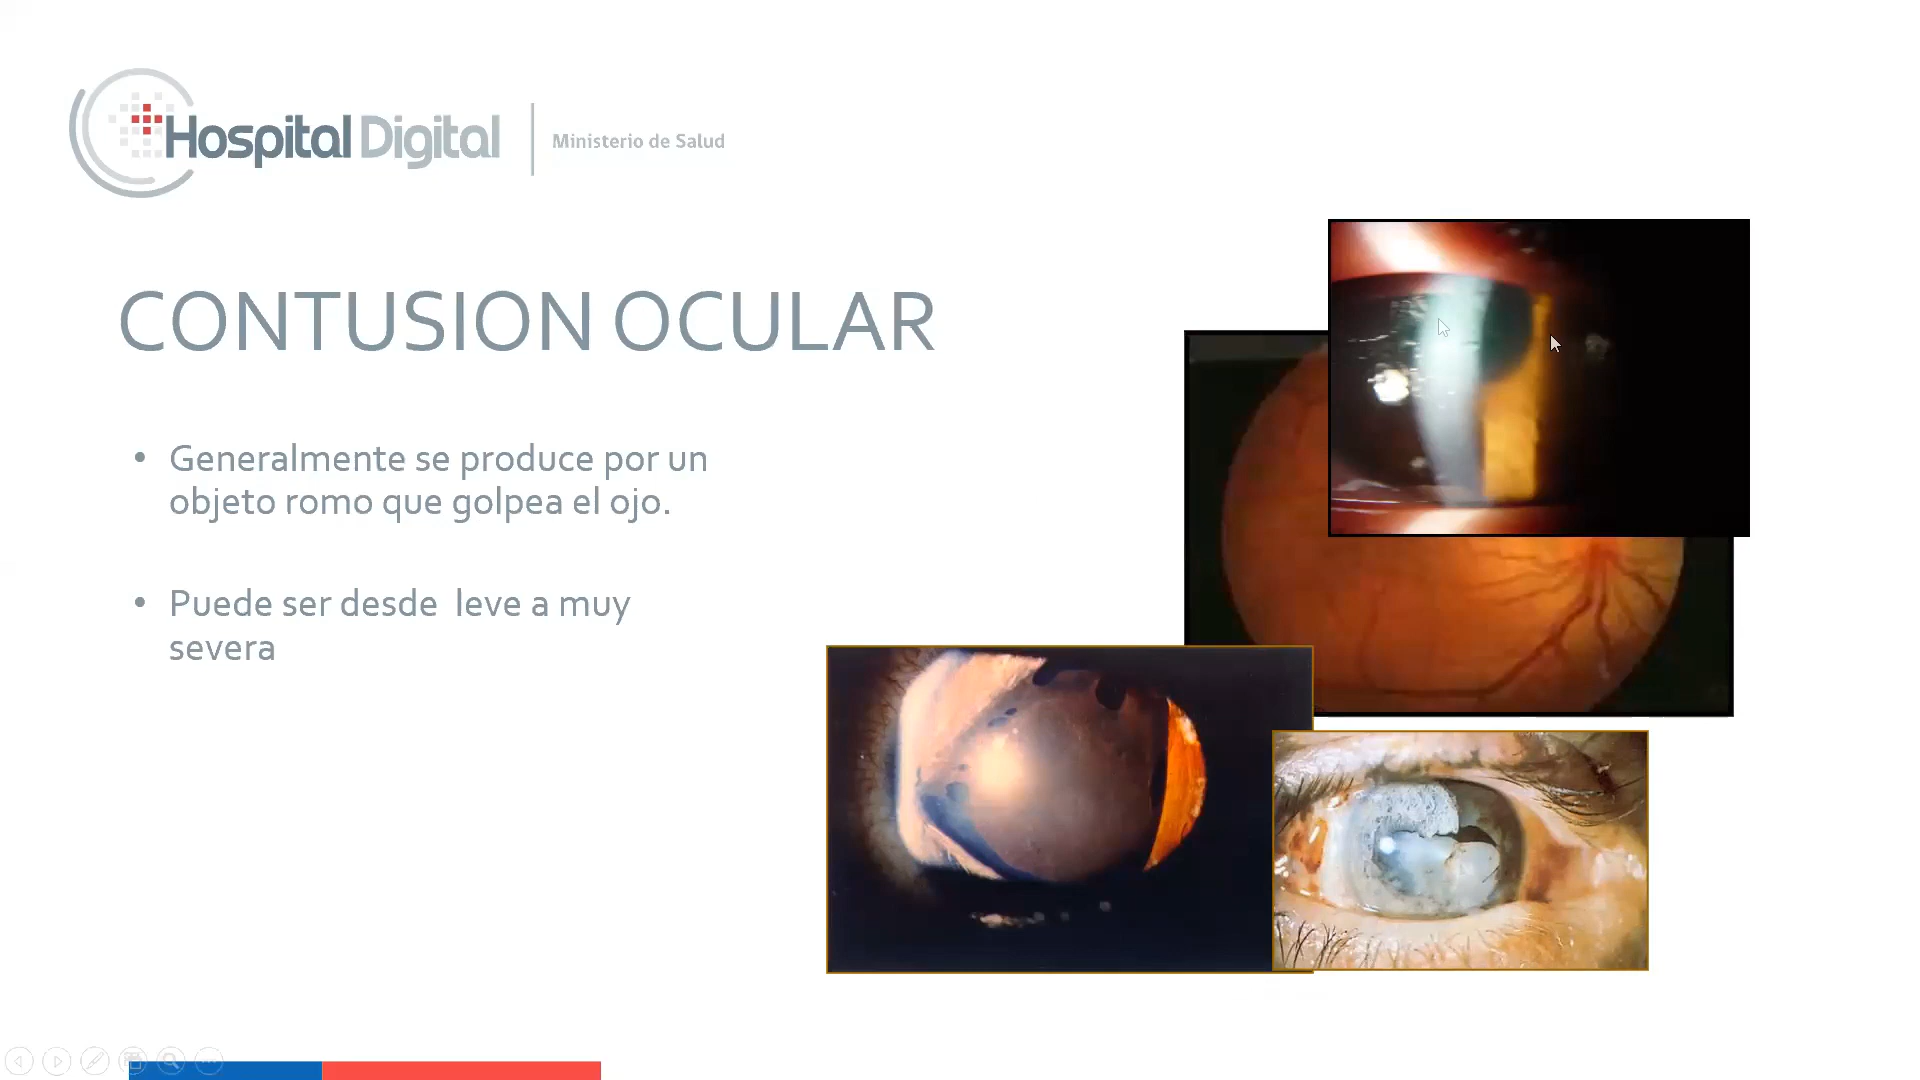 Hospital Digital
Ministerio de Salud
CONTUSION OCULAR
• Generalmente se produce por un
objeto romo que golpea el ojo.
• Puede ser desde leve a muy
severa